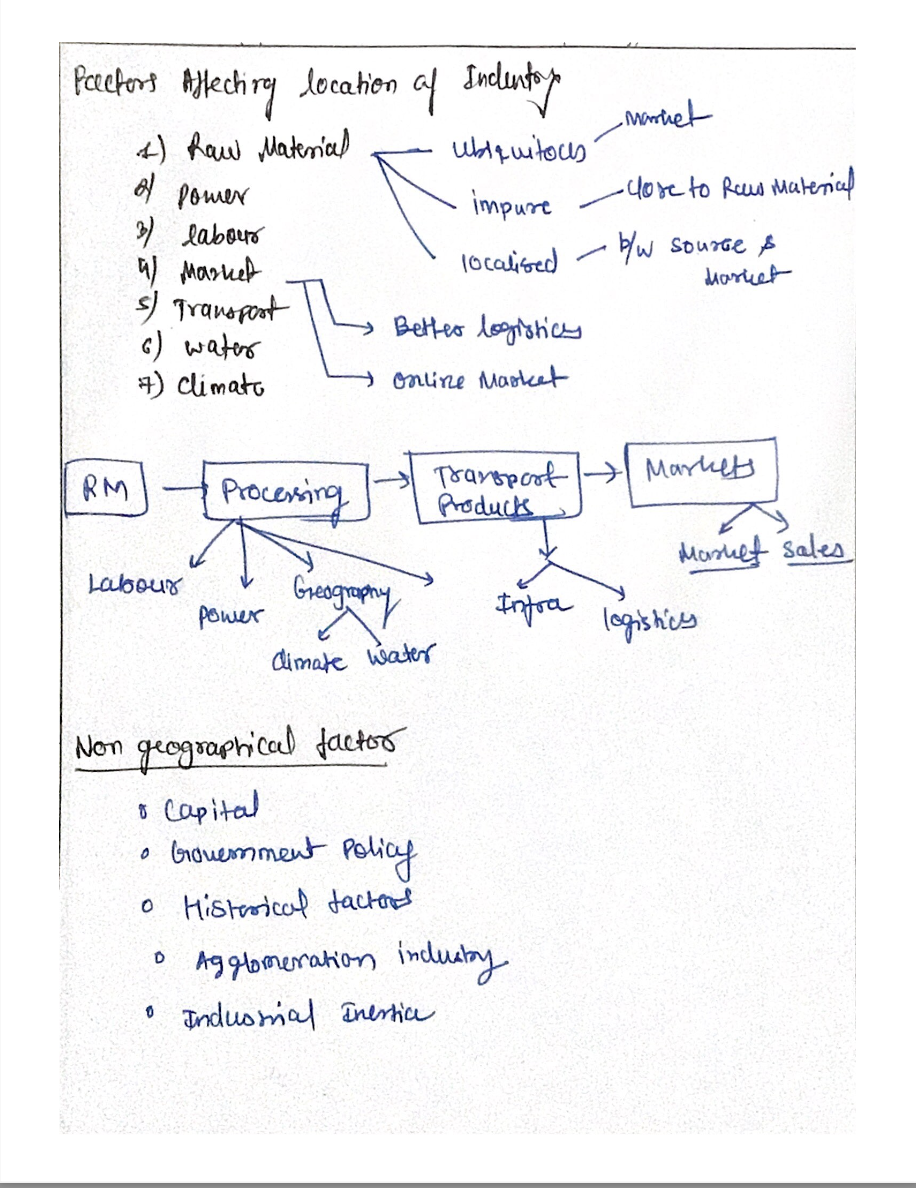 Factors Affecting location of Industry
1) Raw Material
ubiquitous
market
impure
close to Raw Material
localised
b/w source &
Market
2) power
3) labour
4) Market
Better logistics
online Market
5) Transport
6) water
7) climate
RM
Processing
Transport
Products
Markets
Labour
power
Geography
climate
water
Infra
logistics
Market
sales
Non geographical factor
Capital
Government Policy
Historical factors
Agglomeration industry
Industrial Inertia